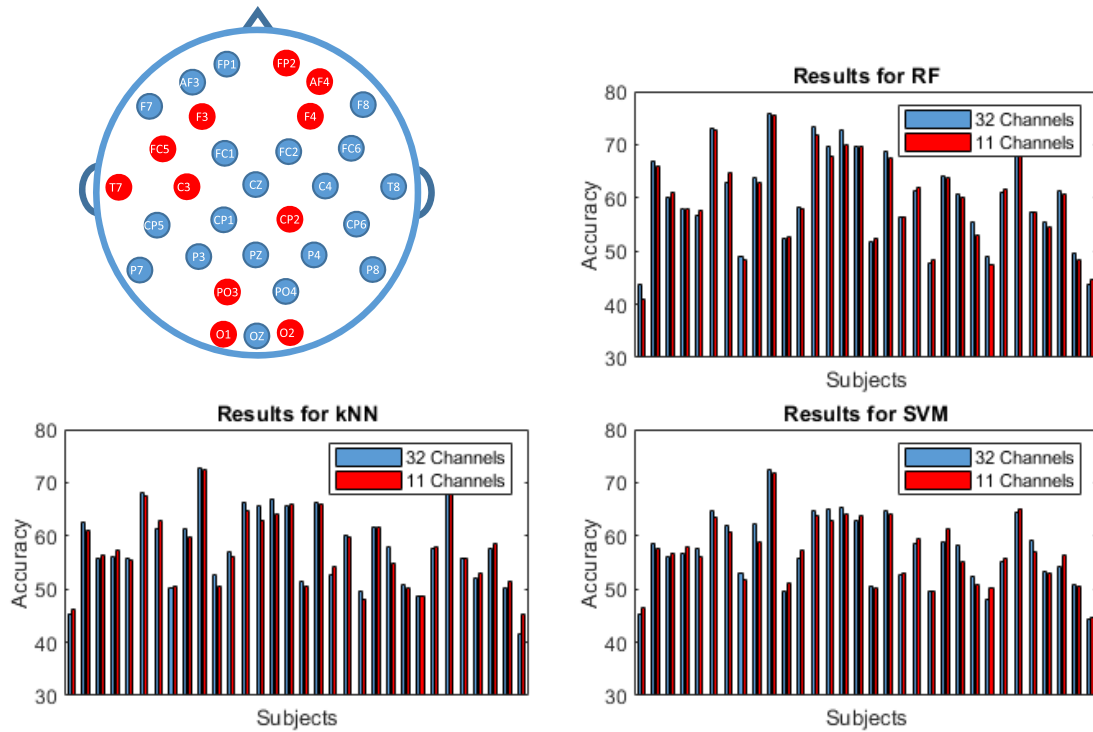 FP1
FP2
AF3
AF4
F7
F3
F4
F8
FC5
FC1
FC2
FC6
T7
C3
CZ
C4
T8
CP5
CP1
CP2
CP6
P7
P3
PZ
P4
P8
PO3
PO4
O1
OZ
O2
Results for RF
32 Channels
11 Channels
Accuracy
80
70
60
50
40
30
Subjects
Results for kNN
32 Channels
11 Channels
Accuracy
80
70
60
50
40
30
Subjects
Results for SVM
32 Channels
11 Channels
Accuracy
80
70
60
50
40
30
Subjects